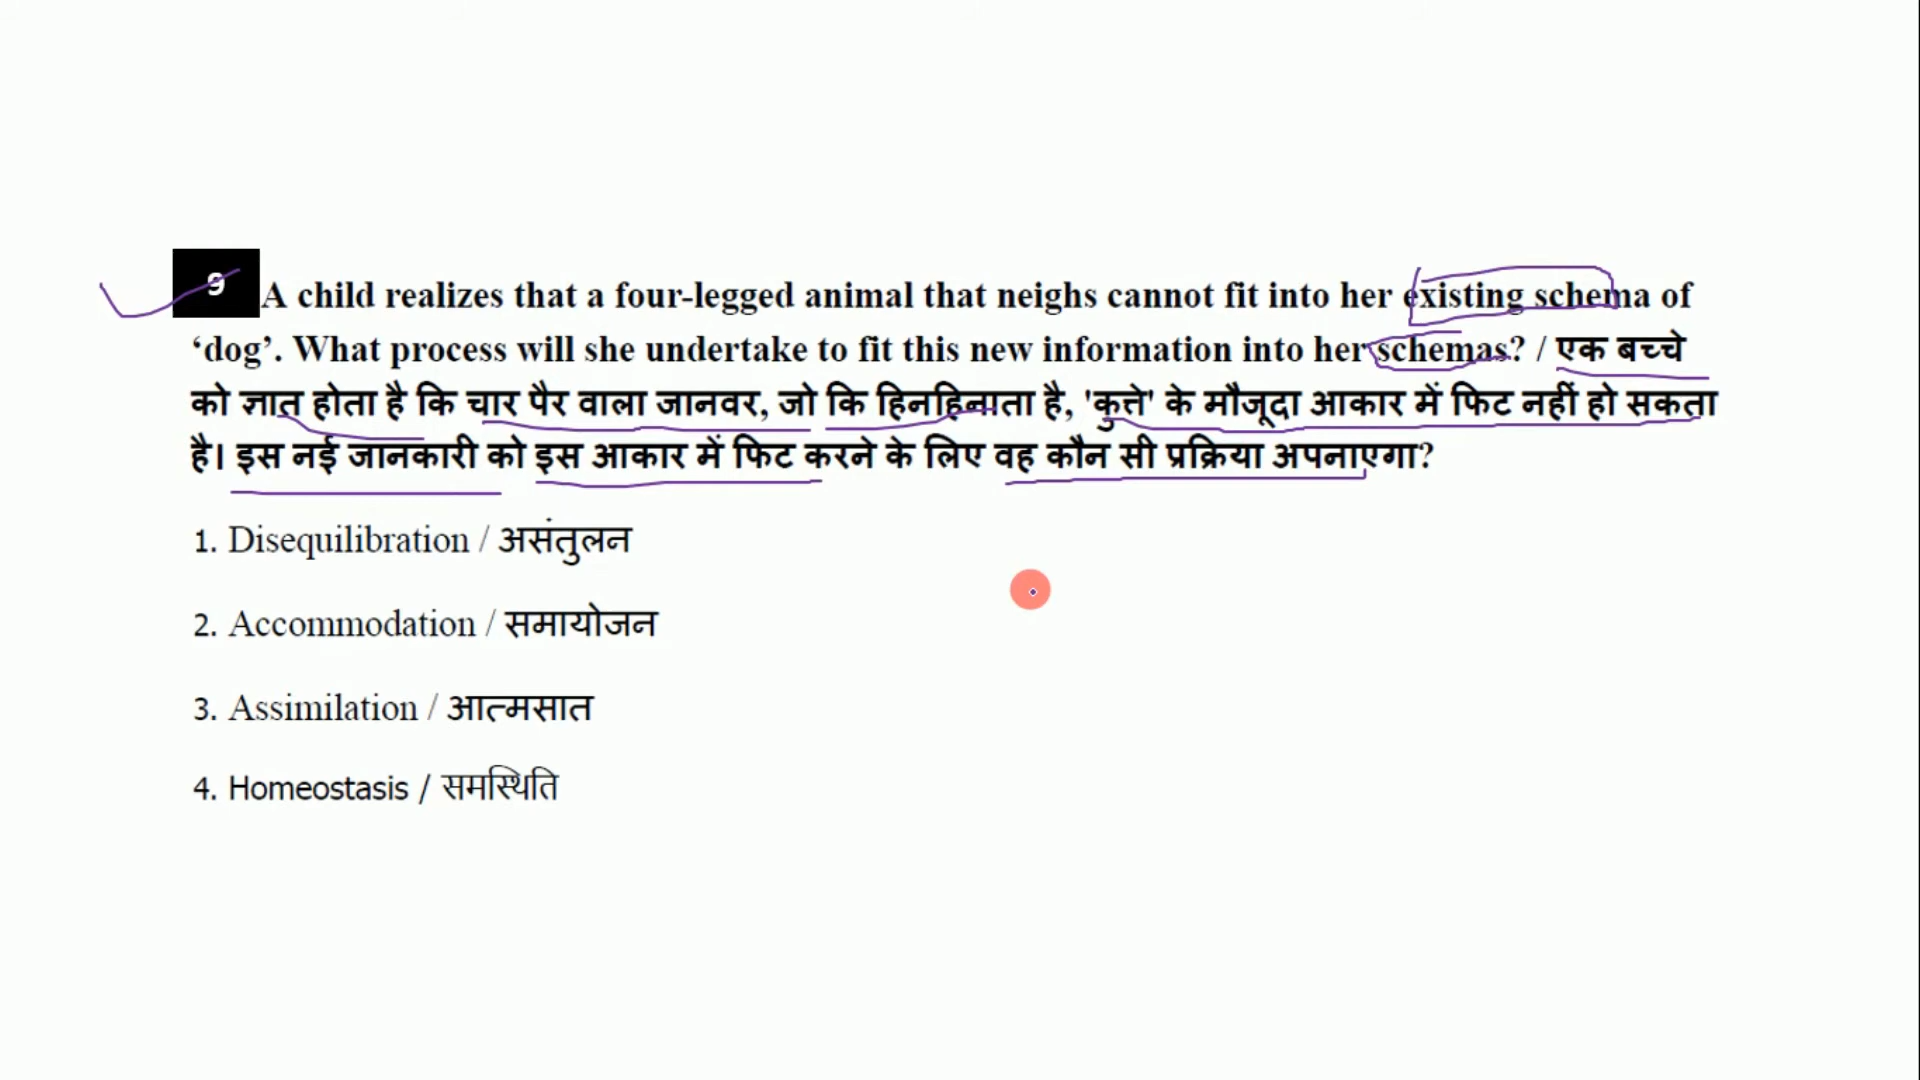 9 A child realizes that a four-legged animal that neighs cannot fit into her existing schema of
‘dog’. What process will she undertake to fit this new information into her schemas? / एक बच्चे
को ज्ञात होता है कि चार पैर वाला जानवर, जो कि हिनहिनाता है, 'कुत्ते' के मौजूदा आकार में फिट नहीं हो सकता
है। इस नई जानकारी को इस आकार में फिट करने के लिए वह कौन सी प्रक्रिया अपनाएगा?
1. Disequilibration / असंतुलन
2. Accommodation / समायोजन
3. Assimilation / आत्मसात
4. Homeostasis / समस्थिति